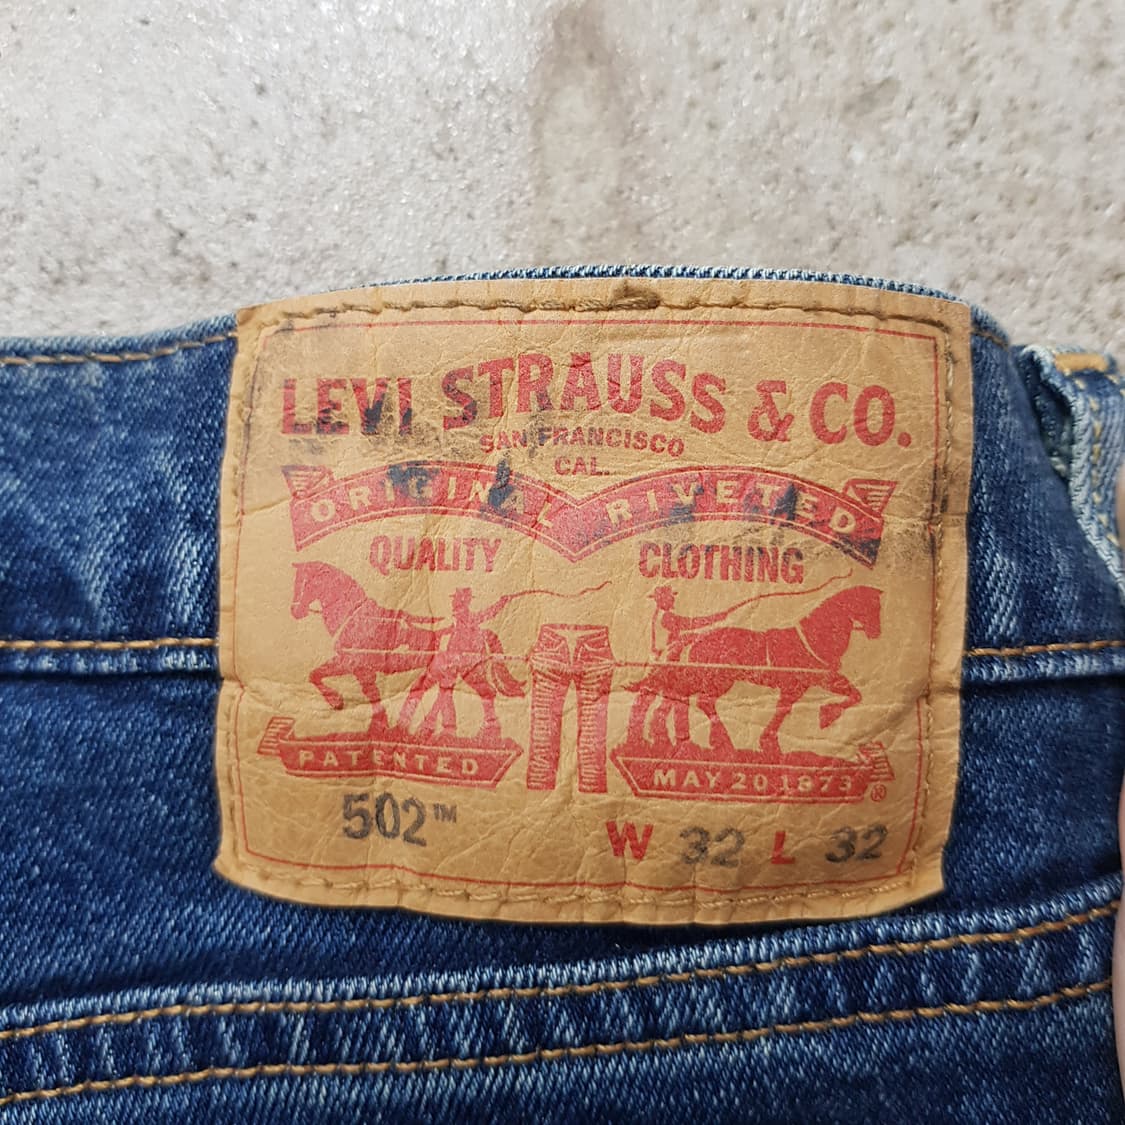 LEVI STRAUSS & CO.
SAN FRANCISCO
CAL.
ORIGINAL RIVETED
QUALITY CLOTHING
PATENTED MAY 20 1873 ®
502™ W 32 L 32